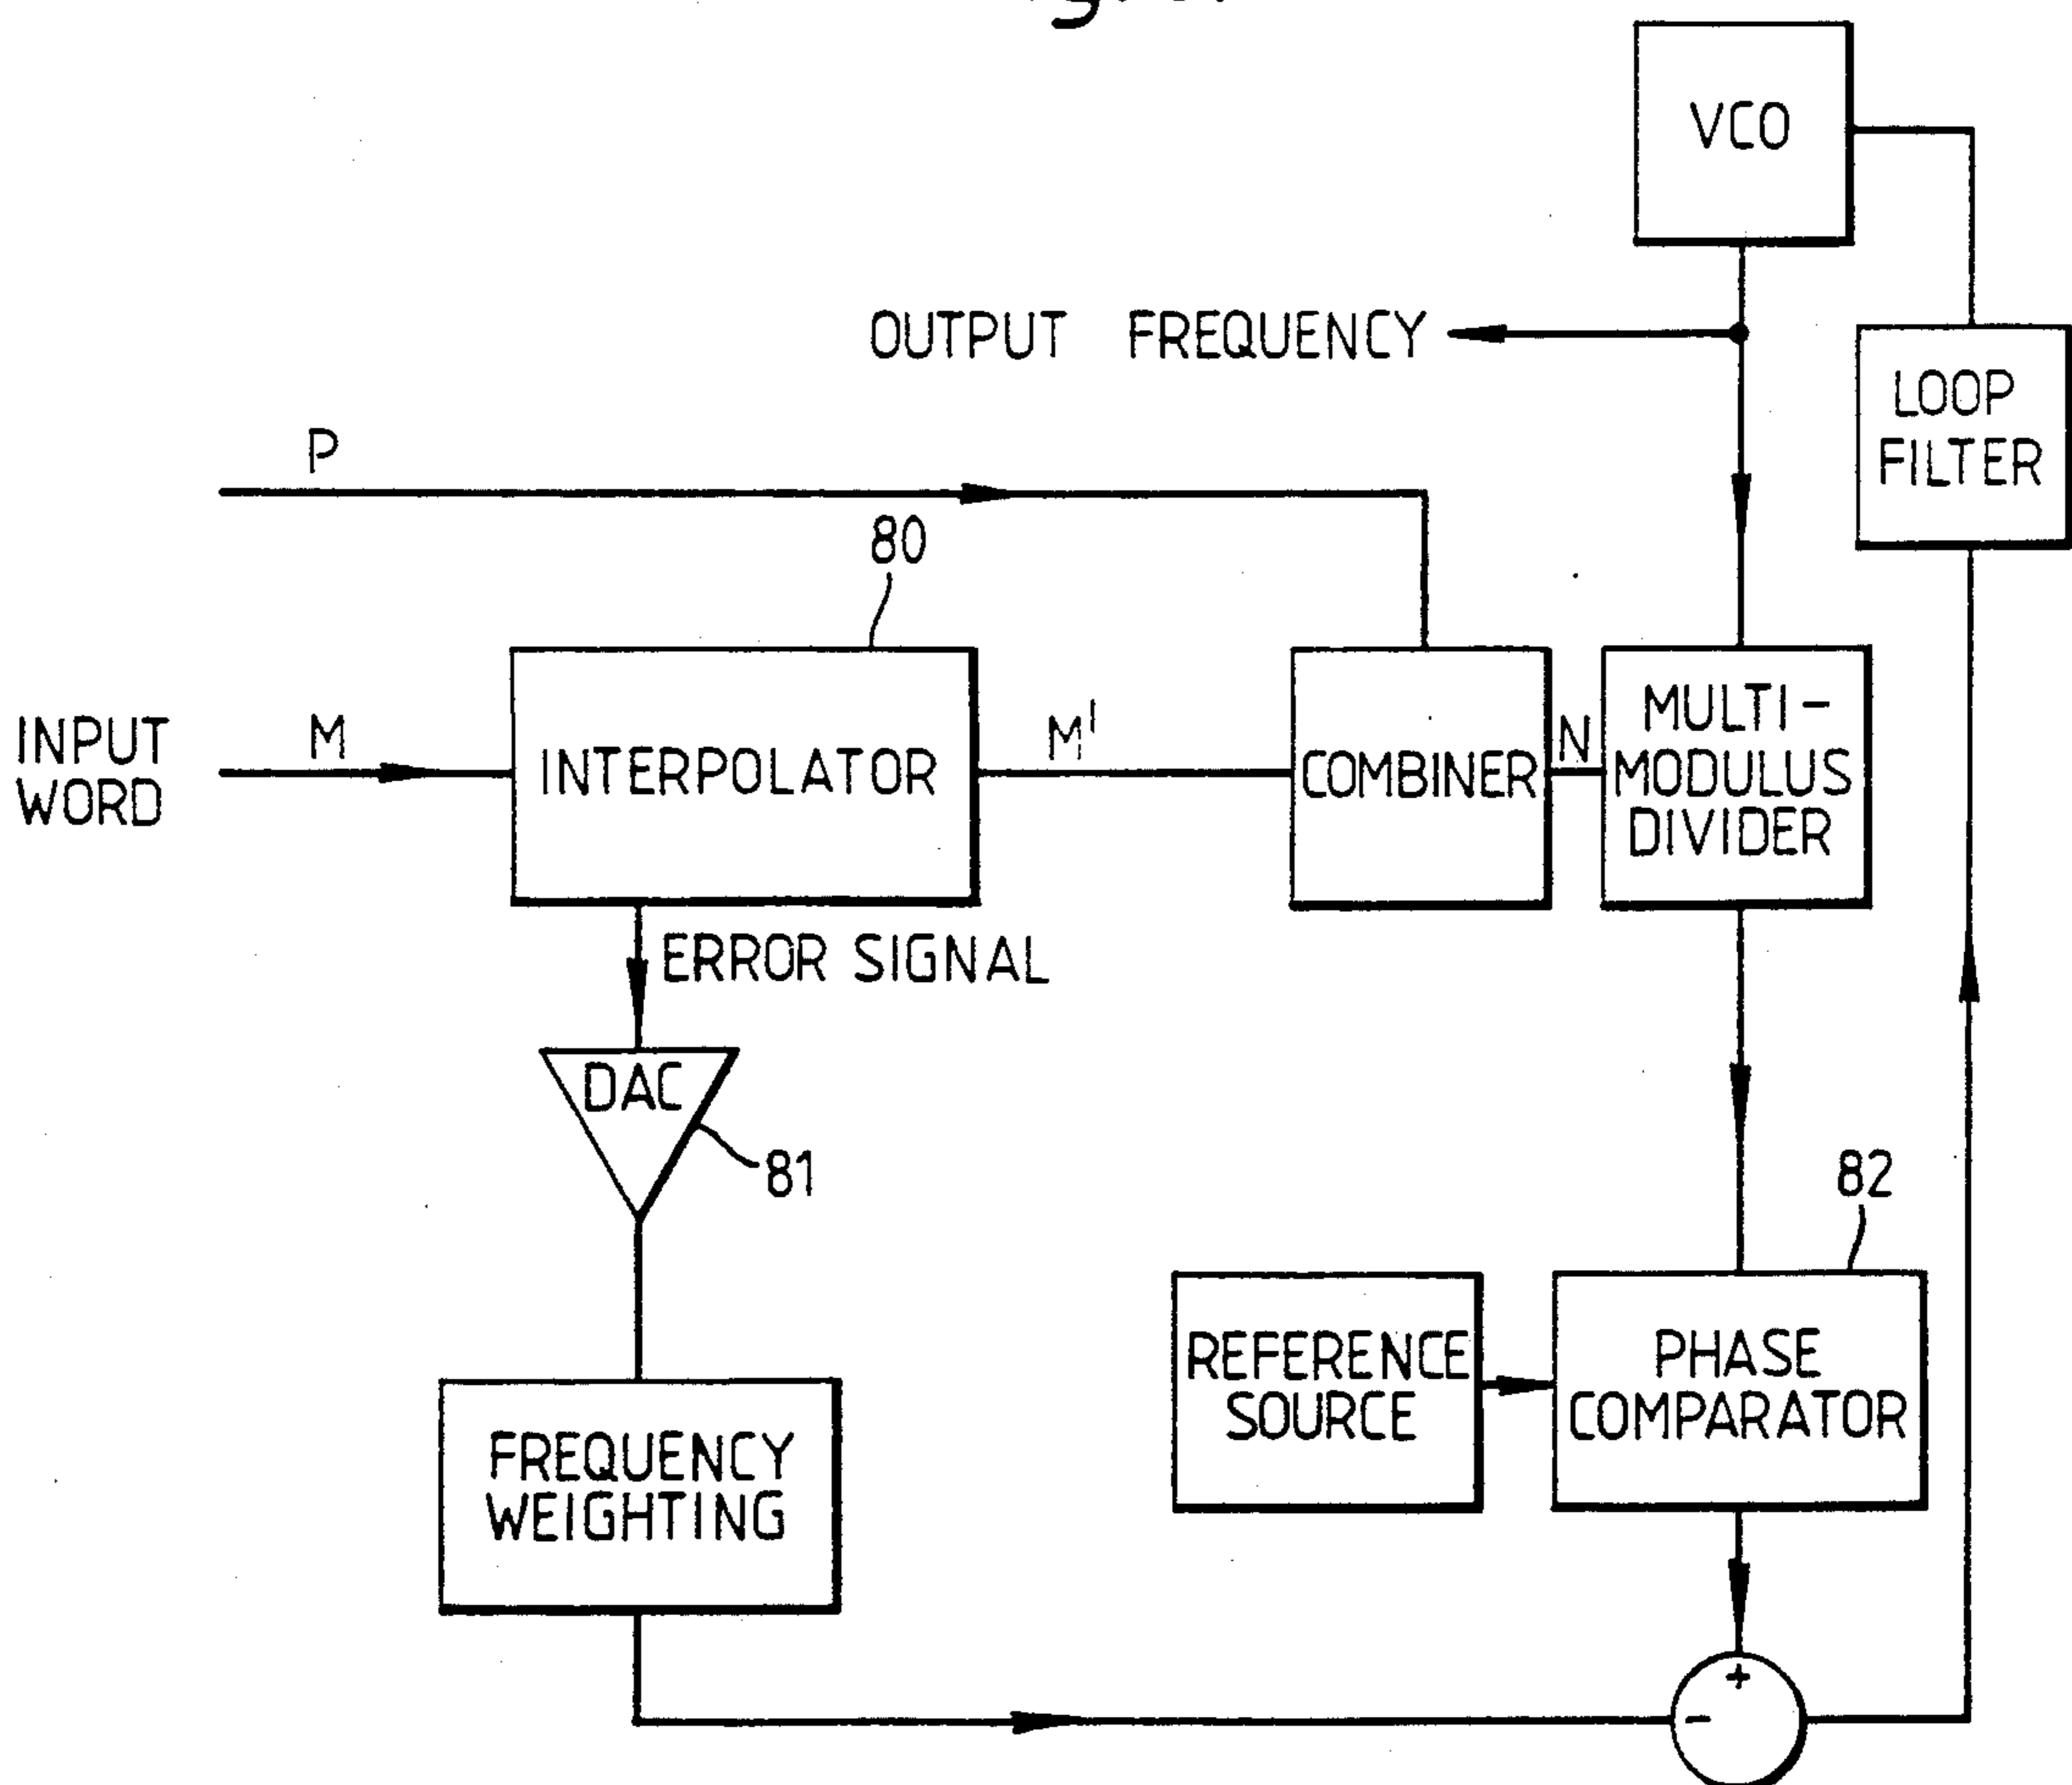 VCO
OUTPUT FREQUENCY
LOOP
FILTER
P
80
INPUT
WORD
M
INTERPOLATOR
M'
COMBINER
N
MULTI-
MODULUS
DIVIDER
ERROR SIGNAL
DAC
81
82
REFERENCE
SOURCE
PHASE
COMPARATOR
FREQUENCY
WEIGHTING
+
-